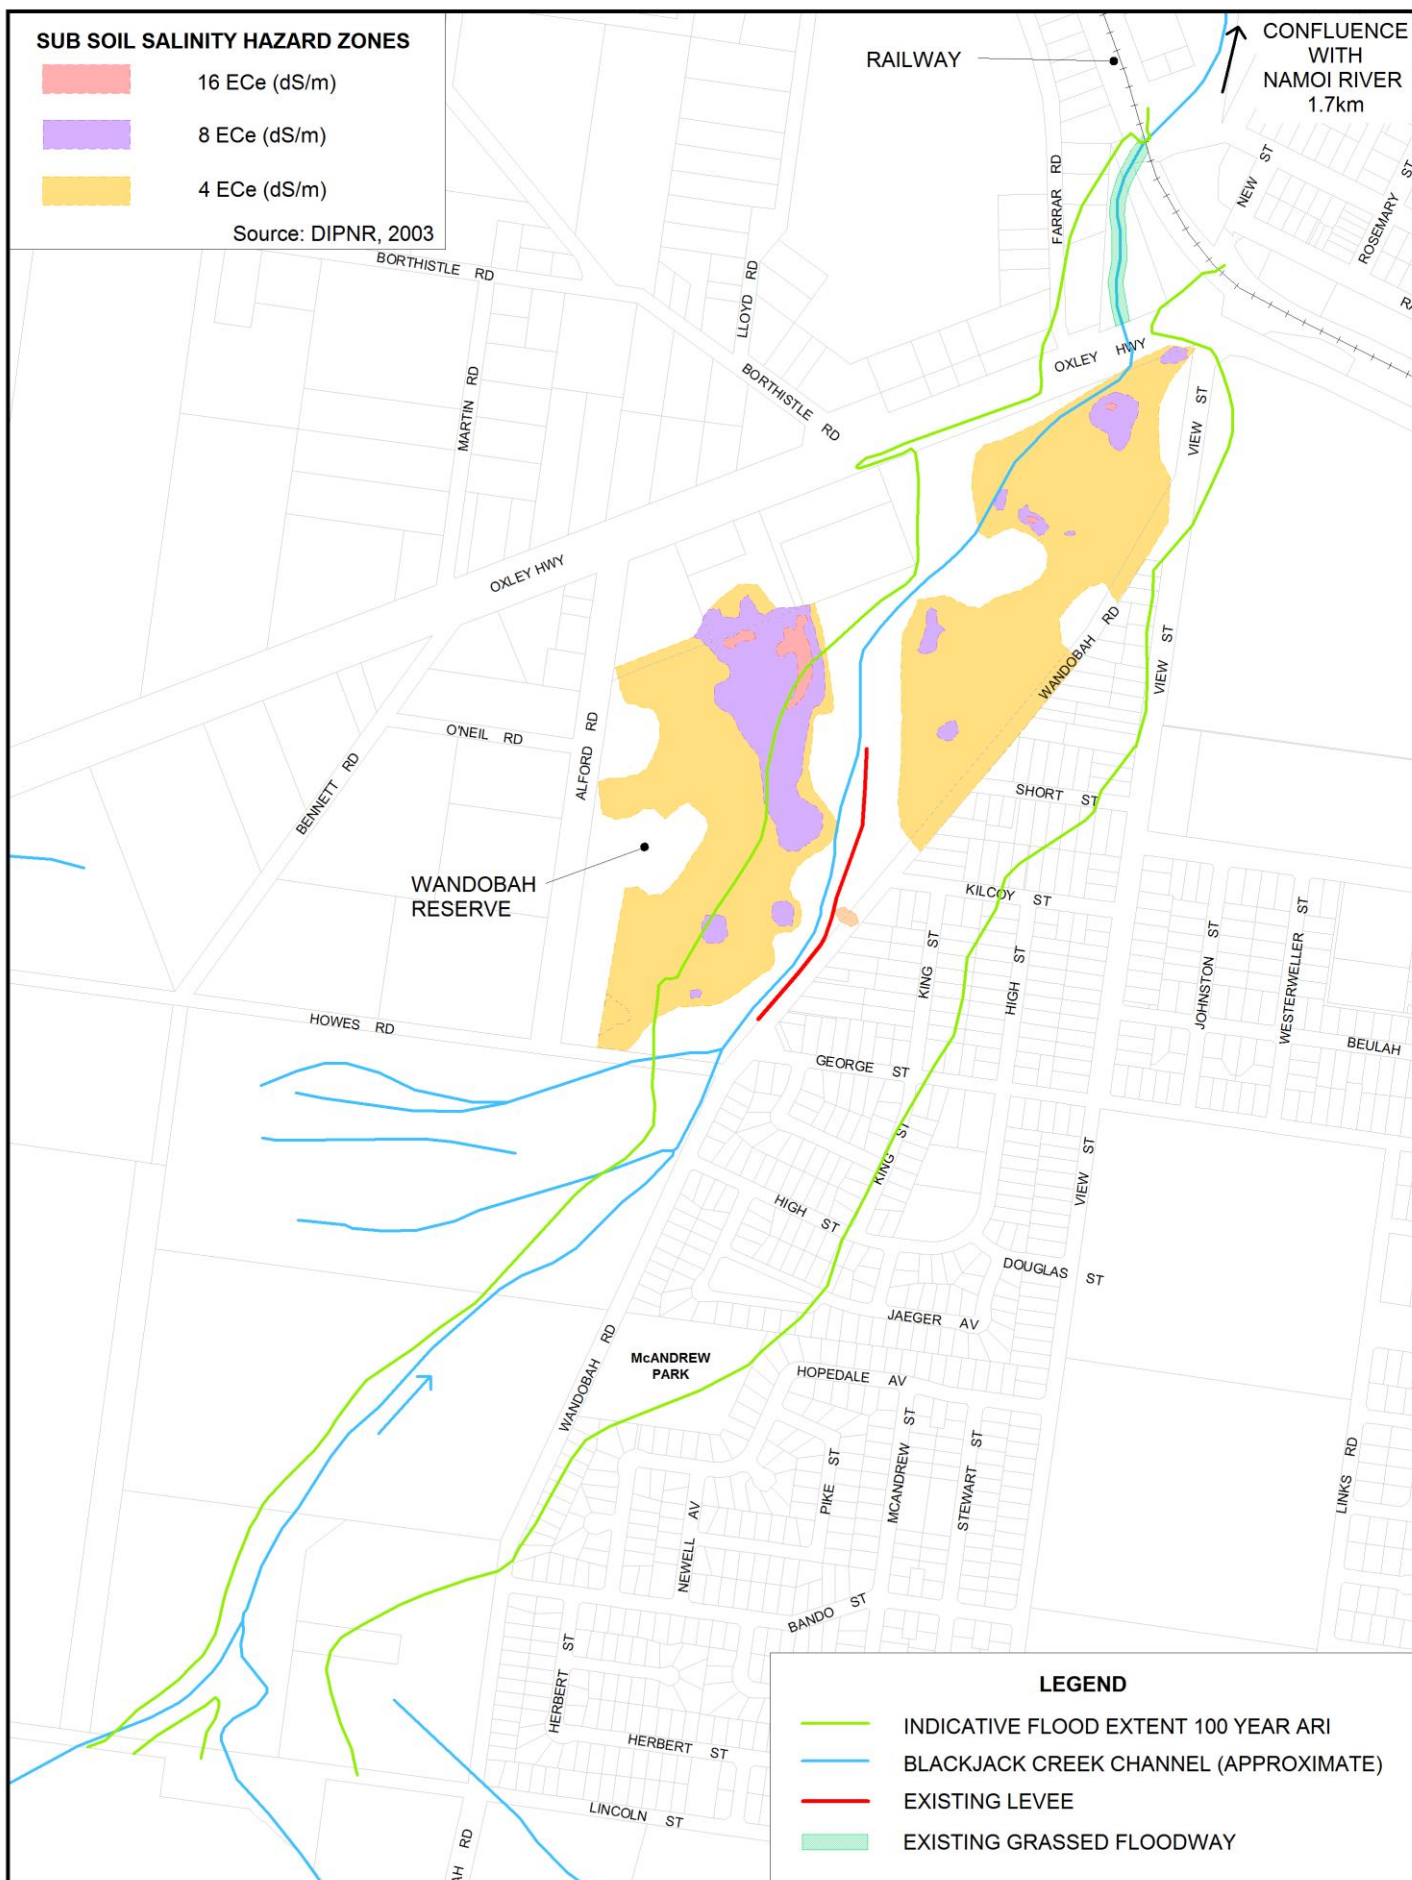 SUB SOIL SALINITY HAZARD ZONES
16 ECe (dS/m)
8 ECe (dS/m)
4 ECe (dS/m)
Source: DIPNR, 2003
RAILWAY
CONFLUENCE
WITH
NAMOI RIVER
1.7km
FARRAR RD
NEW ST
ROSEMARY ST
BORTHISTLE RD
LLOYD RD
MARTIN RD
BORTHISTLE RD
OXLEY HWY
VIEW ST
OXLEY HWY
WANDOBAH RD
VIEW ST
O'NEIL RD
ALFORD RD
BENNETT RD
SHORT ST
WANDOBAH
RESERVE
KILCOY ST
KING ST
HIGH ST
JOHNSTON ST
WESTERWELLER ST
HOWES RD
BEULAH
GEORGE ST
KING ST
VIEW ST
HIGH ST
DOUGLAS ST
JAEGER AV
WANDOBAH RD
McANDREW
PARK
HOPEDALE AV
PIKE ST
MCANDREW ST
STEWART ST
LINKS RD
NEWELL AV
BANDO ST
HERBERT ST
HERBERT ST
LINCOLN ST
AH RD
LEGEND
INDICATIVE FLOOD EXTENT 100 YEAR ARI
BLACKJACK CREEK CHANNEL (APPROXIMATE)
EXISTING LEVEE
EXISTING GRASSED FLOODWAY